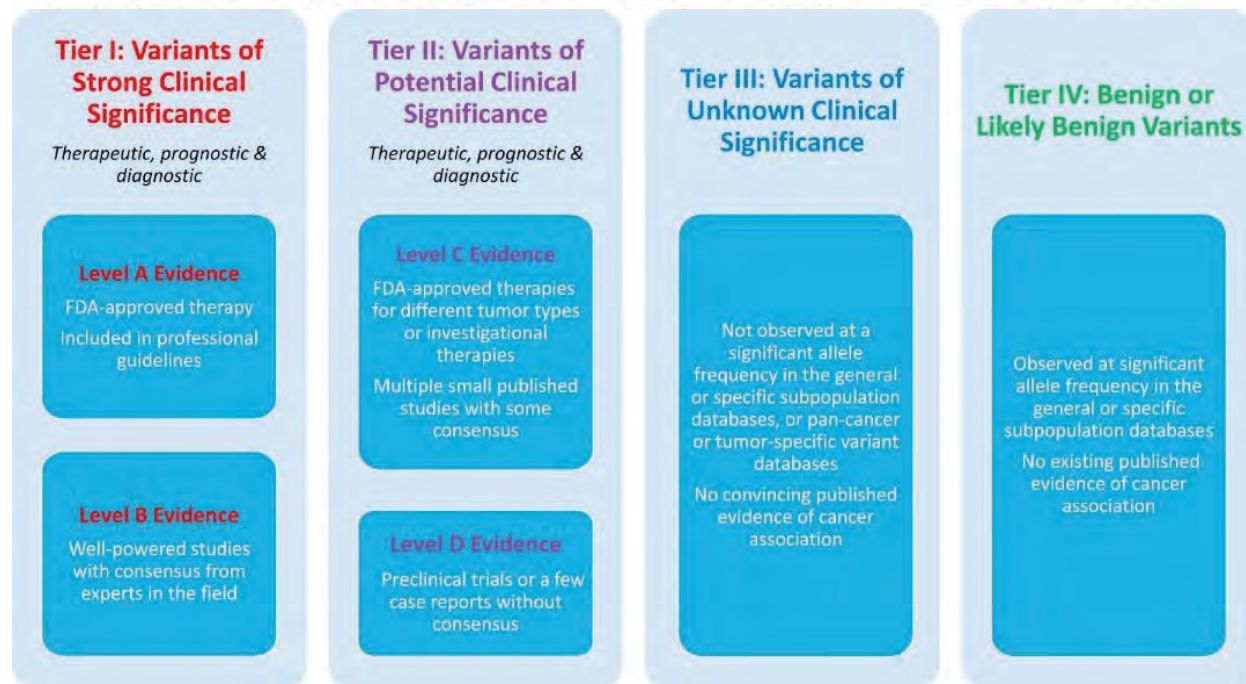 Tier I: Variants of
Strong Clinical
Significance
Therapeutic, prognostic &
diagnostic
Level A Evidence
FDA-approved therapy
Included in professional
guidelines
Level B Evidence
Well-powered studies
with consensus from
experts in the field
Tier II: Variants of
Potential Clinical
Significance
Therapeutic, prognostic &
diagnostic
Level C Evidence
FDA-approved therapies
for different tumor types
or investigational
therapies
Multiple small published
studies with some
consensus
Level D Evidence
Preclinical trials or a few
case reports without
consensus
Tier III: Variants of
Unknown Clinical
Significance
Not observed at a
significant allele
frequency in the general
or specific subpopulation
databases, or pan-cancer
or tumor-specific variant
databases
No convincing published
evidence of cancer
association
Tier IV: Benign or
Likely Benign Variants
Observed at significant
allele frequency in the
general or specific
subpopulation databases
No existing published
evidence of cancer
association